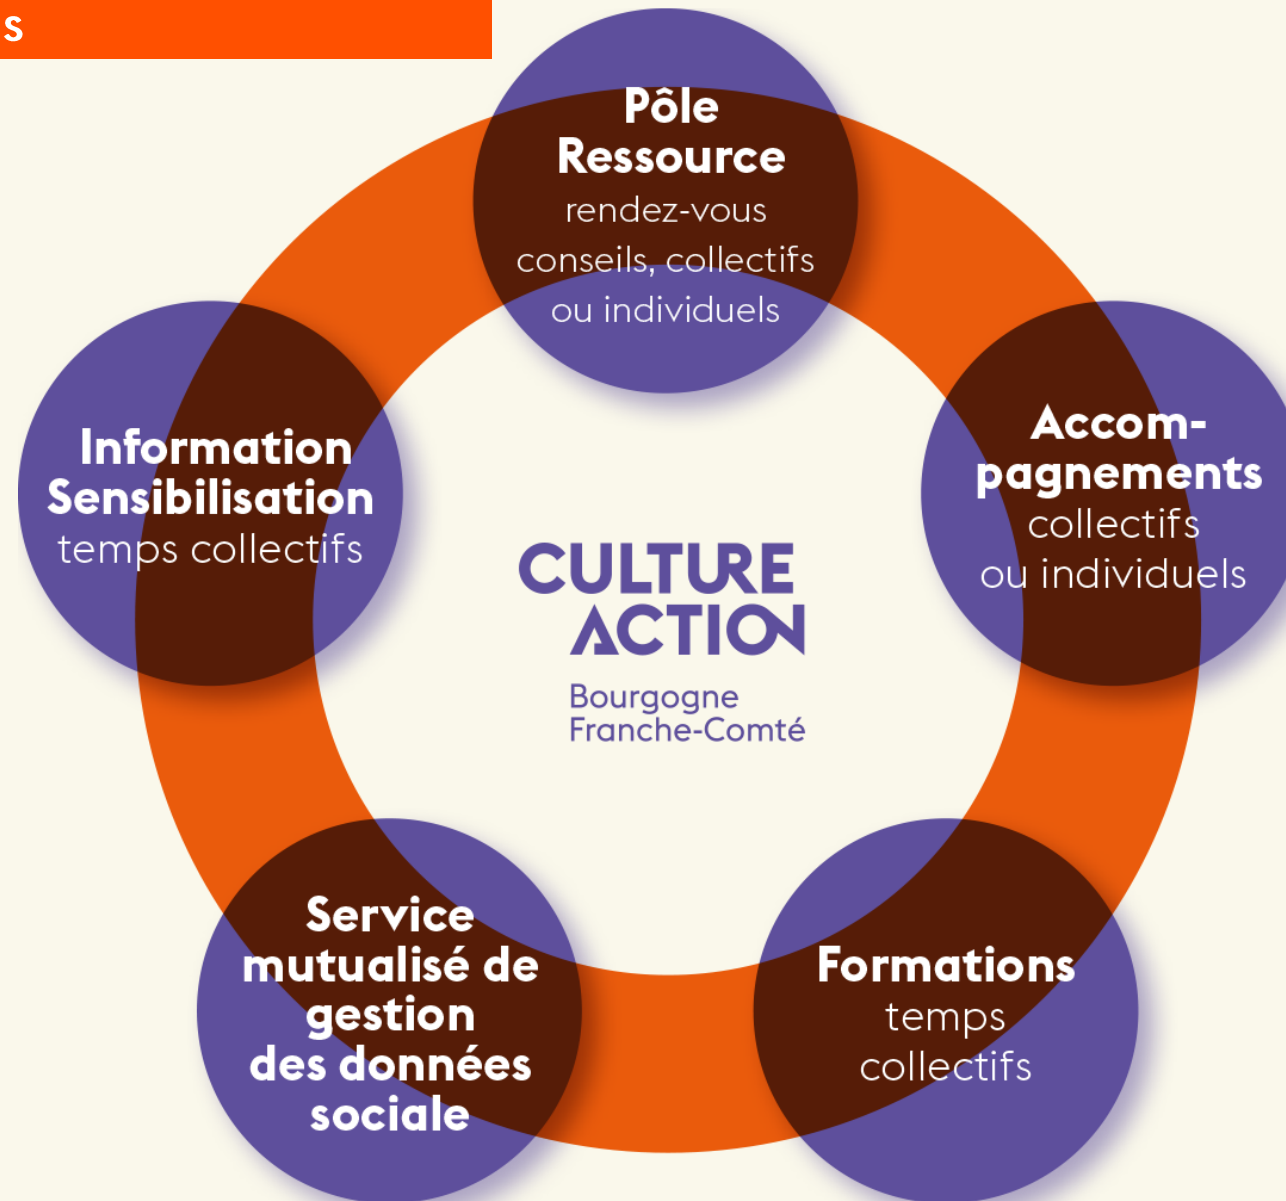 S
Pôle
Ressource
rendez-vous
conseils, collectifs
ou individuels
Information
Sensibilisation
temps collectifs
Accom-
pagnements
collectifs
ou individuels
CULTURE
ACTION
Bourgogne
Franche-Comté
Service
mutualisé de
gestion
des données
sociale
Formations
temps
collectifs